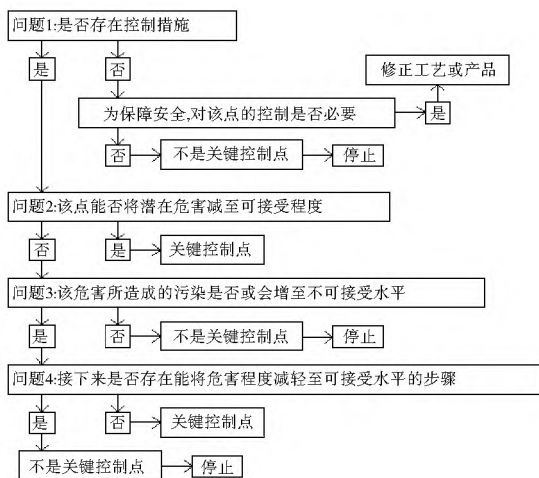 问题1:是否存在控制措施
是
否
修正工艺或产品
为保障安全,对该点的控制是否必要
是
否
不是关键控制点
停止
问题2:该点能否将潜在危害减至可接受程度
否
是
关键控制点
问题3:该危害所造成的污染是否或会增至不可接受水平
是
否
不是关键控制点
停止
问题4:接下来是否存在能将危害程度减轻至可接受水平的步骤
是
否
关键控制点
不是关键控制点
停止